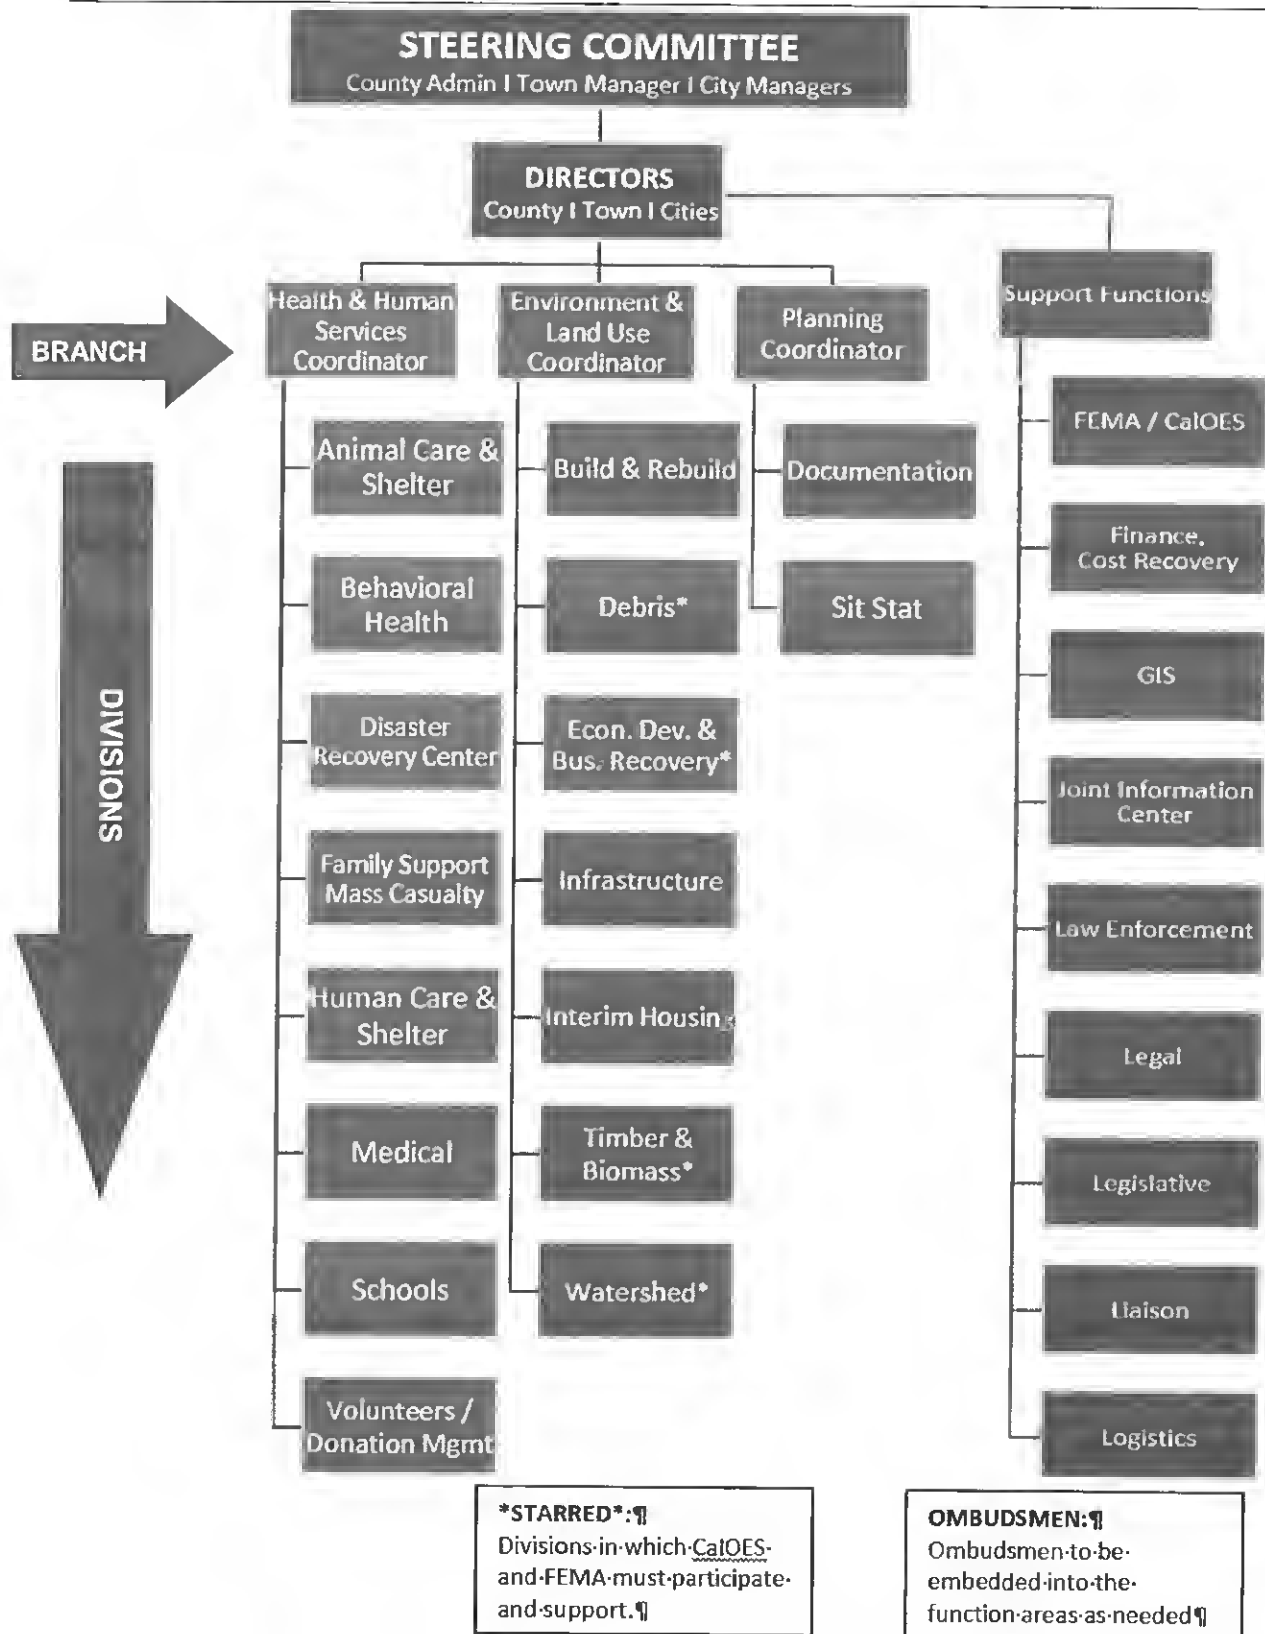 STEERING COMMITTEE
County Admin I Town Manager I City Managers
DIRECTORS
County I Town I Cities
BRANCH
Health & Human
Services
Coordinator
Environment &
Land Use
Coordinator
Planning
Coordinator
Support Functions
DIVISIONS
Animal Care &
Shelter
Behavioral
Health
Disaster
Recovery Center
Family Support
Mass Casualty
Human Care &
Shelter
Medical
Schools
Volunteers /
Donation Mgmt
Build & Rebuild
Debris*
Econ. Dev. &
Bus. Recovery*
Infrastructure
Interim Housing
Timber &
Biomass*
Watershed*
Documentation
Sit Stat
FEMA / CalOES
Finance,
Cost Recovery
GIS
Joint Information
Center
Law Enforcement
Legal
Legislative
Liaison
Logistics
*STARRED*:¶
Divisions·in·which·CalOES·
and·FEMA·must·participate·
and·support.¶
OMBUDSMEN:¶
Ombudsmen·to·be·
embedded·into·the·
function·areas·as·needed¶